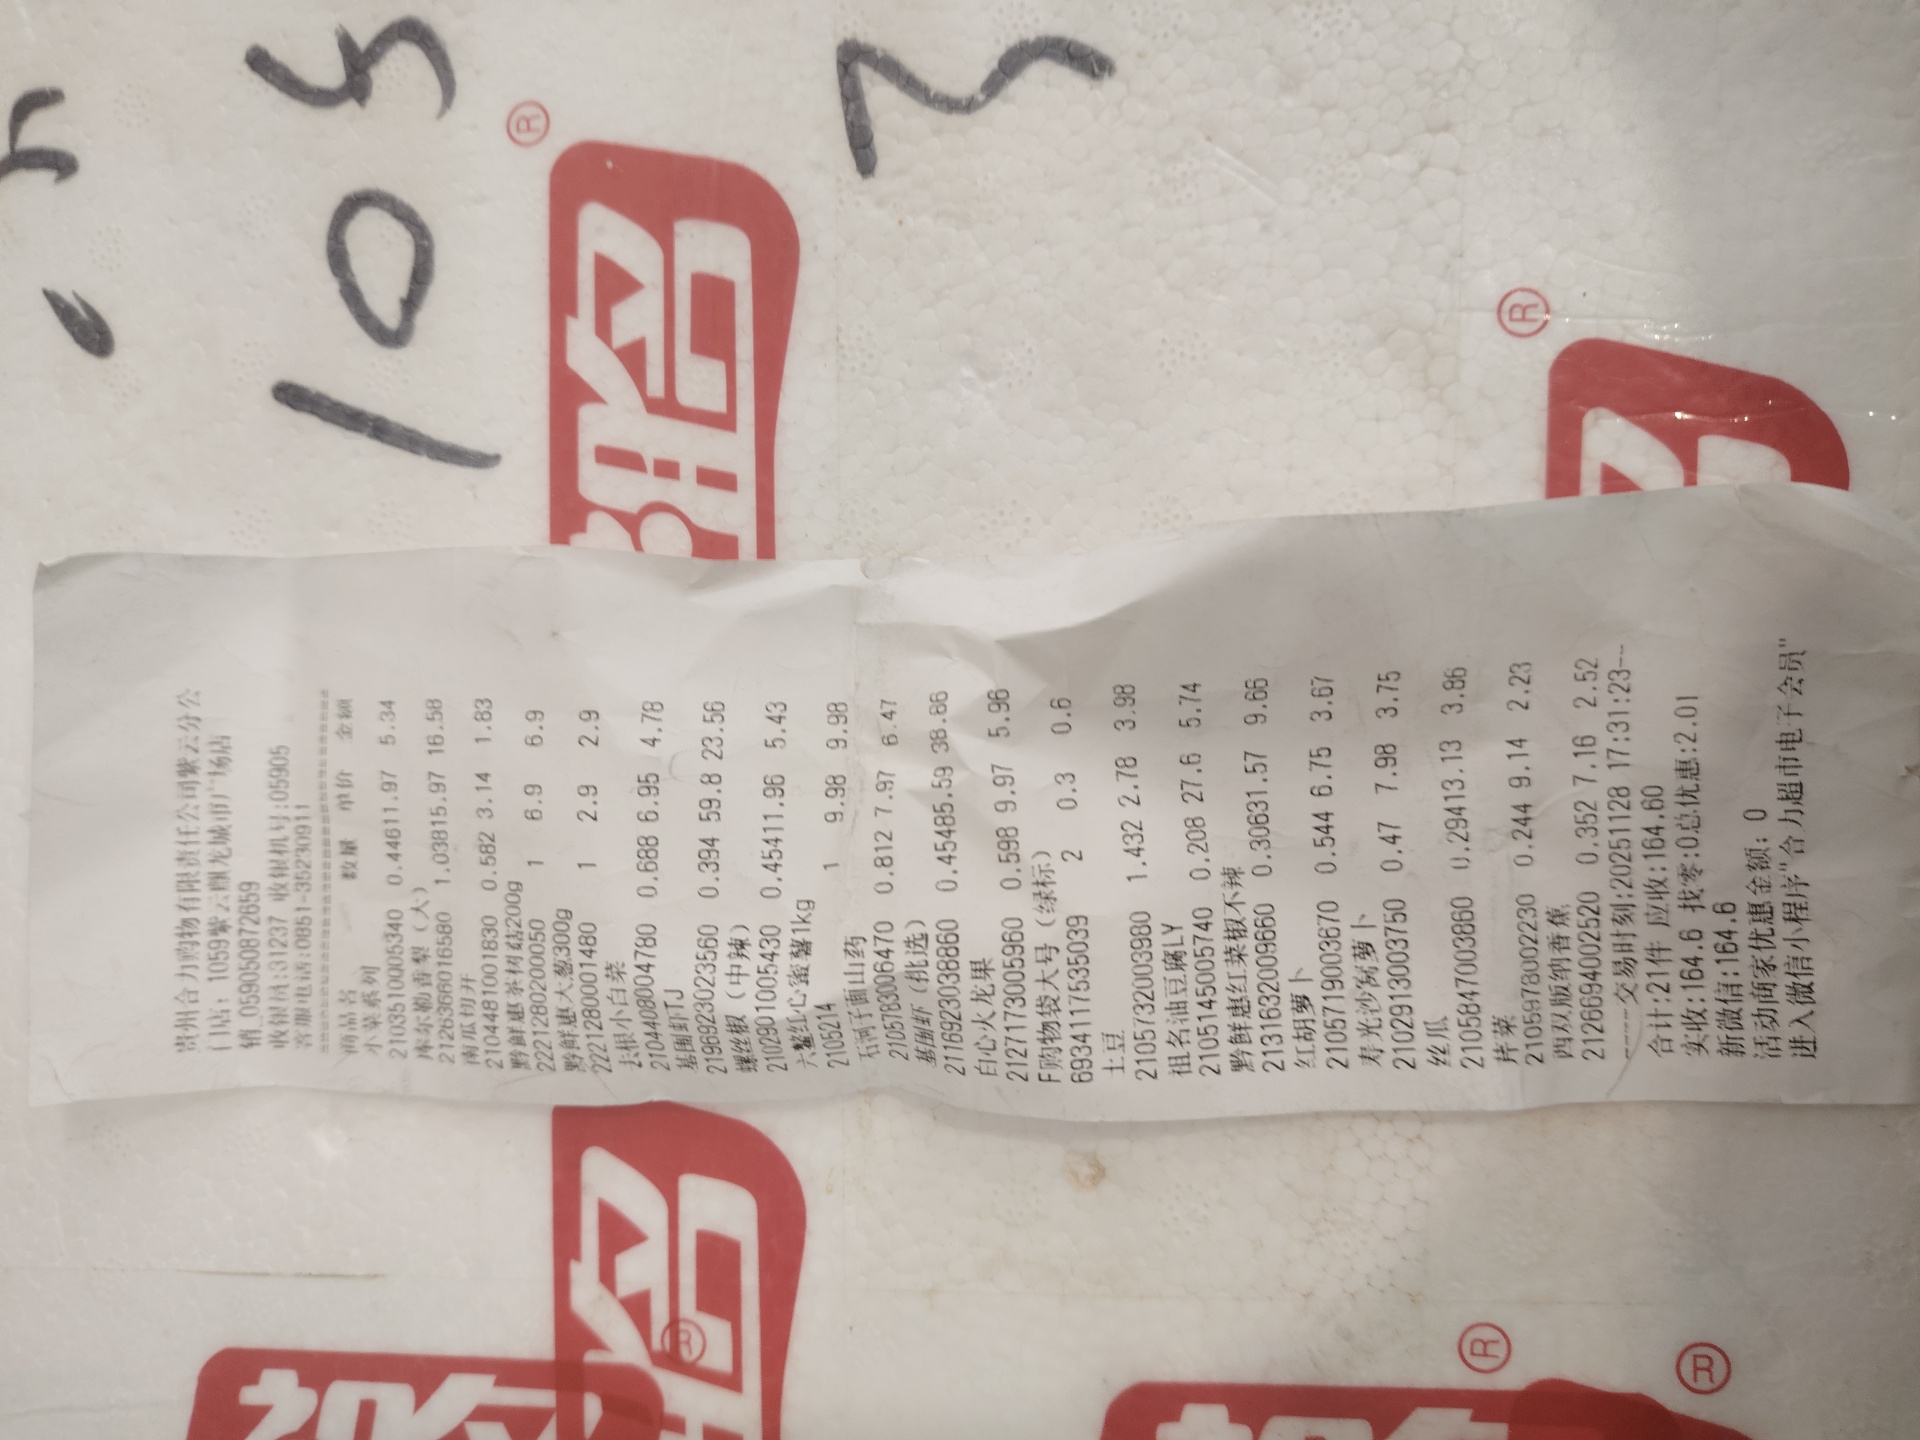 贵州合力购物有限责任公司紫云分公
门店: 1059紫云麒龙城市广场店
销_059050872659
收银员:31237 收银机号:05905
客服电话:0851-35230911
商品名 数量 单价 金额
小菜系列
2103510005340 0.446 11.97 5.34
库尔勒香梨（大）
2126366016580 1.038 15.97 16.58
南瓜切开
2104481001830 0.582 3.14 1.83
黔鲜惠茶树菇200g
2221280200050 1 6.9 6.9
黔鲜惠大葱300g
2221280001480 1 2.9 2.9
去根小白菜
2104408004780 0.688 6.95 4.78
基围虾TJ
2196923023560 0.394 59.8 23.56
螺丝椒（中辣）
2102901005430 0.454 11.96 5.43
六鳌红心蜜薯1kg
2105214 1 9.98 9.98
石河子面山药
2105783006470 0.812 7.97 6.47
基围虾（挑选）
2116923038860 0.454 85.59 38.86
白心火龙果
2127173005960 0.598 9.97 5.96
F购物袋大号（绿标）
6934117535039 2 0.3 0.6
土豆
2105732003980 1.432 2.78 3.98
祖名油豆腐LY
2105145005740 0.208 27.6 5.74
黔鲜惠红菜椒不辣
2131632009660 0.306 31.57 9.66
红胡萝卜
2105719003670 0.544 6.75 3.67
寿光沙窝萝卜
2102913003750 0.47 7.98 3.75
丝瓜
2105847003860 0.294 13.13 3.86
芹菜
2105978002230 0.244 9.14 2.23
西双版纳香蕉
2126694002520 0.352 7.16 2.52
-----交易时刻:20251128 17:31:23--
合计:21件 应收:164.60
实收:164.6 找零:0总优惠:2.01
新微信:164.6
活动商家优惠金额: 0
进入微信小程序"合力超市电子会员"
105